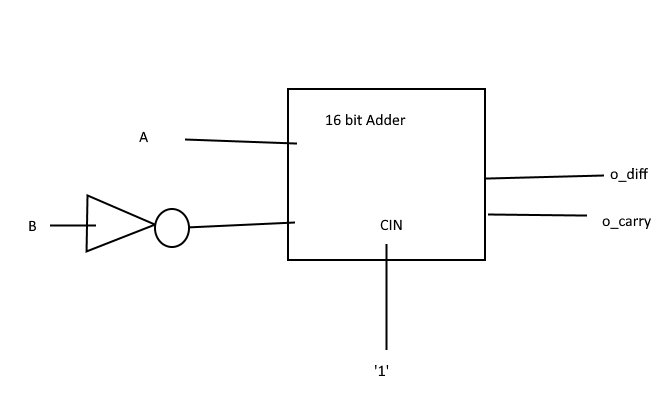 16 bit Adder
A
o_diff
o_carry
B
CIN
'1'